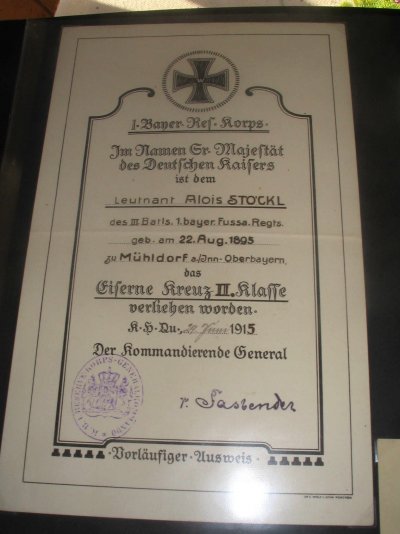 W
I. Bayer. Res. Korps.
Im Namen Sr. Majestät
des Deutschen Kaisers
ist dem
Leutnant Alois STÖCKL
des III Batls. 1. bayer. Fussa. Regts.
geb. am 22. Aug. 1895
zu Mühldorf a/Inn-Oberbayern,
das
Eiserne Kreuz II. Klasse
verliehen worden.
K. H. Qu., Juni 1915
Der Kommandierende General
v. Fasbender
Vorläufiger Ausweis